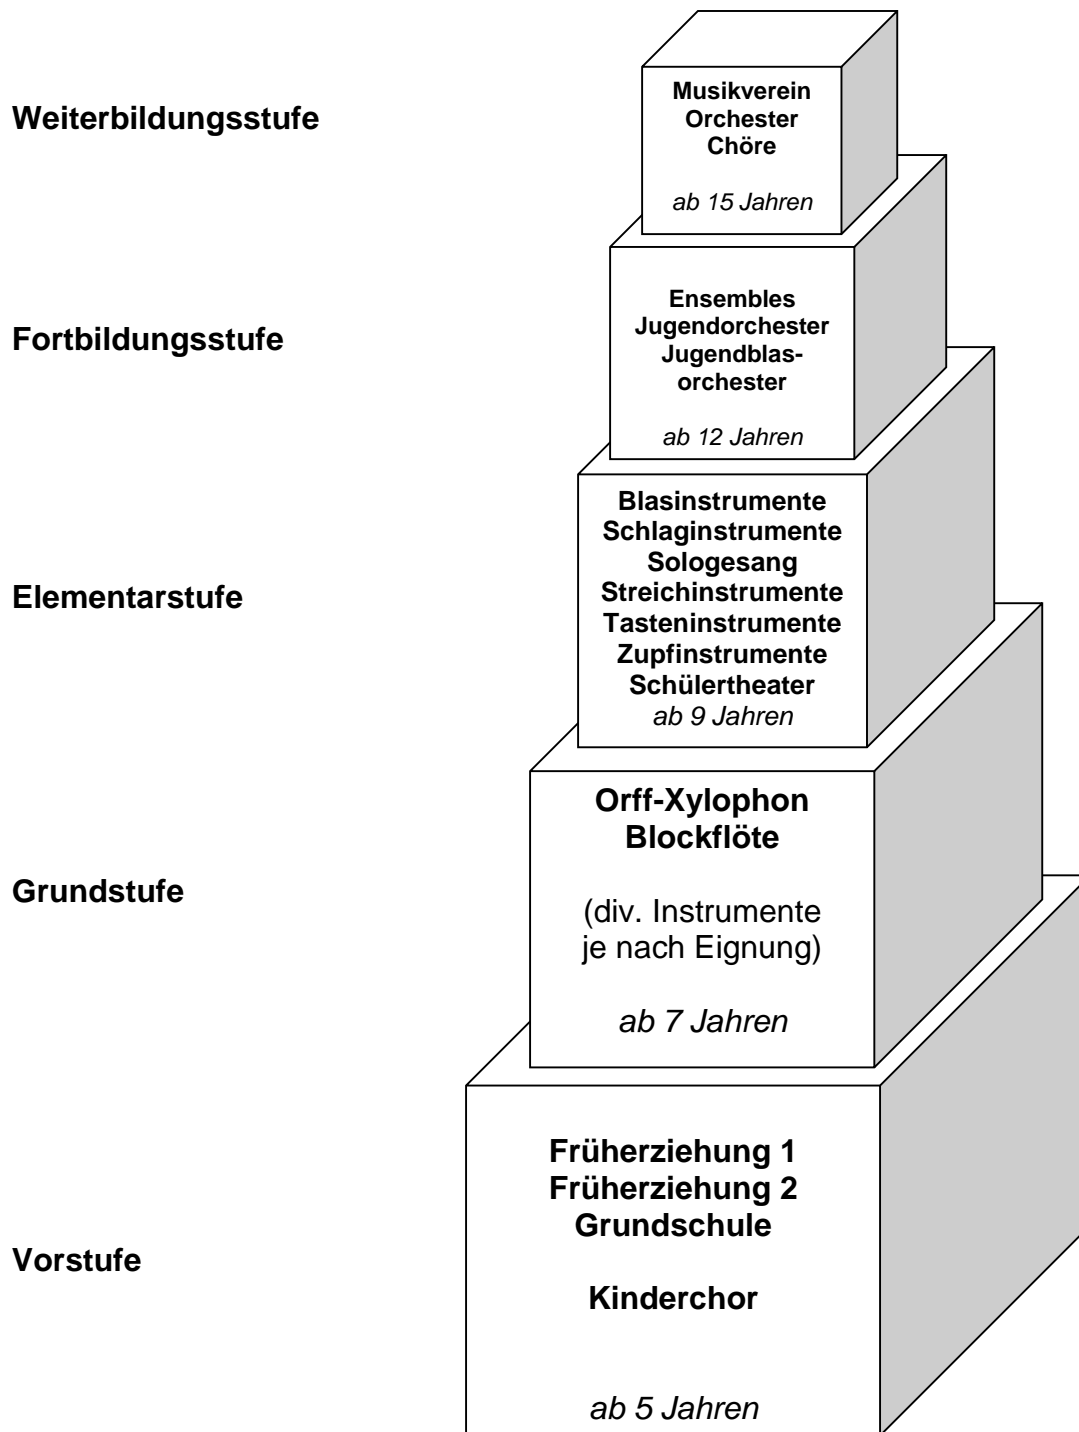 Weiterbildungsstufe
Musikverein
Orchester
Chöre
ab 15 Jahren
Fortbildungsstufe
Ensembles
Jugendorchester
Jugendblas-
orchester
ab 12 Jahren
Elementarstufe
Blasinstrumente
Schlaginstrumente
Sologesang
Streichinstrumente
Tasteninstrumente
Zupfinstrumente
Schülertheater
ab 9 Jahren
Grundstufe
Orff-Xylophon
Blockflöte
(div. Instrumente
je nach Eignung)
ab 7 Jahren
Vorstufe
Früherziehung 1
Früherziehung 2
Grundschule
Kinderchor
ab 5 Jahren